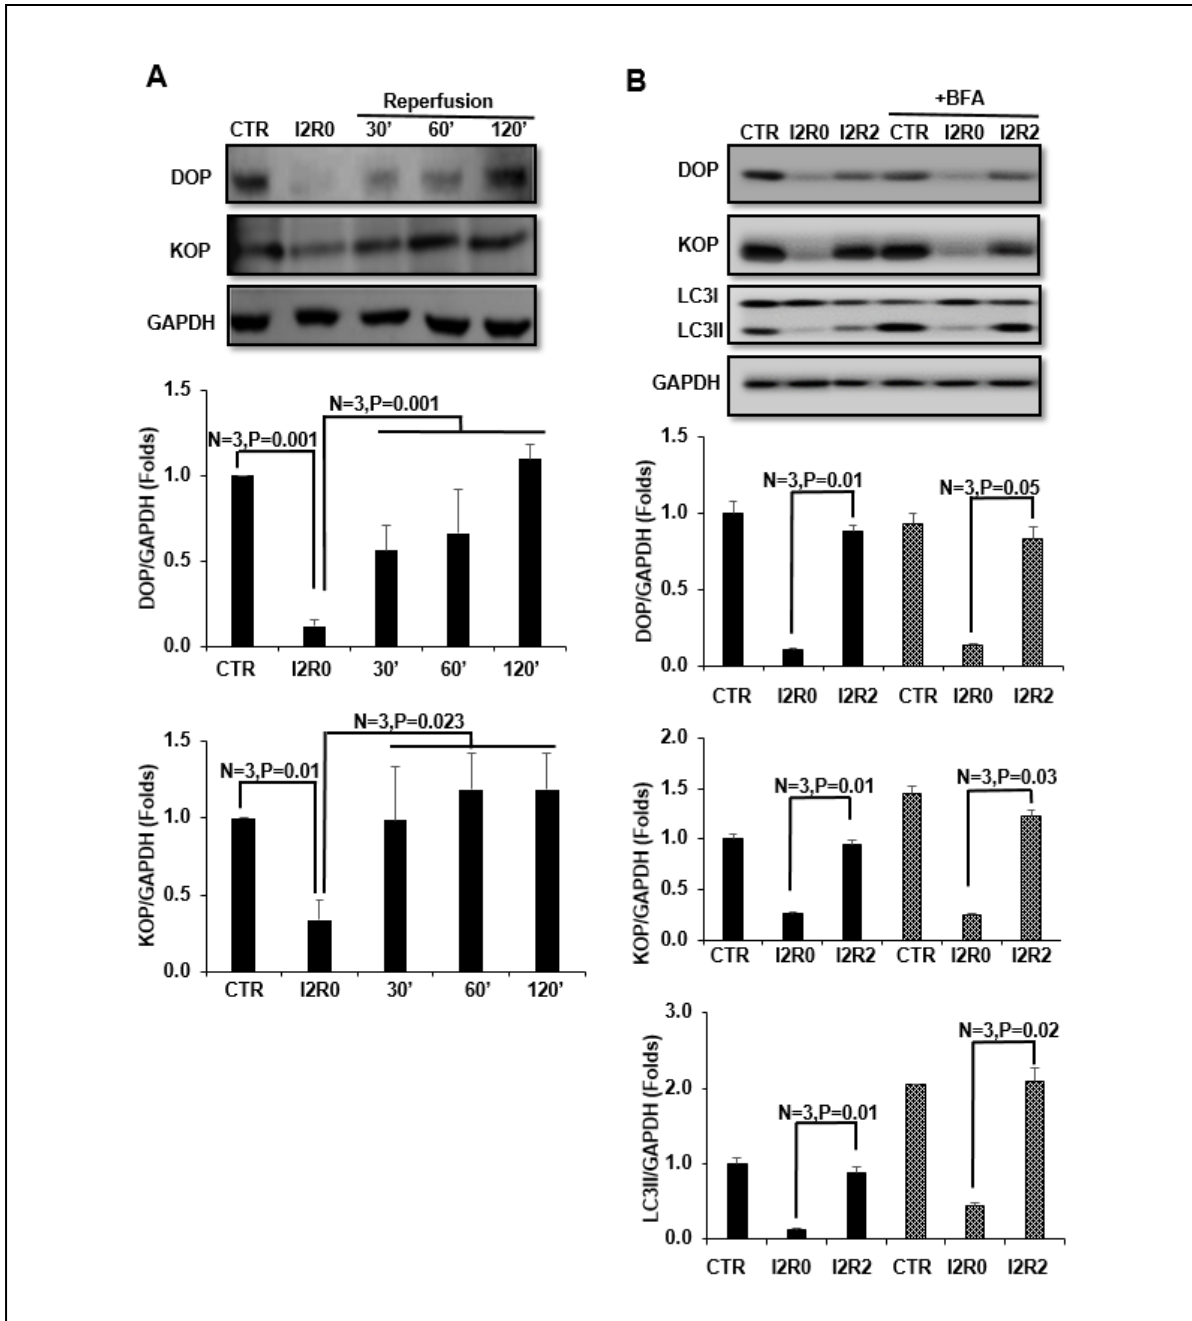 A
Reperfusion
CTR I2R0 30' 60' 120'
DOP
KOP
GAPDH
1.5
N=3,P=0.001
N=3,P=0.001
1.0
DOP/GAPDH (Folds)
0.5
0.0
CTR I2R0 30' 60' 120'
1.5
N=3,P=0.023
N=3,P=0.01
1.0
KOP/GAPDH (Folds)
0.5
0.0
CTR I2R0 30' 60' 120'
B
+BFA
CTR I2R0 I2R2 CTR I2R0 I2R2
DOP
KOP
LC3I
LC3II
GAPDH
1.5
N=3,P=0.01
N=3,P=0.05
1.0
DOP/GAPDH (Folds)
0.5
0.0
CTR I2R0 I2R2 CTR I2R0 I2R2
2.0
N=3,P=0.01
N=3,P=0.03
1.5
1.0
KOP/GAPDH (Folds)
0.5
0.0
CTR I2R0 I2R2 CTR I2R0 I2R2
3.0
N=3,P=0.02
2.0
N=3,P=0.01
1.0
LC3II/GAPDH (Folds)
0.0
CTR I2R0 I2R2 CTR I2R0 I2R2